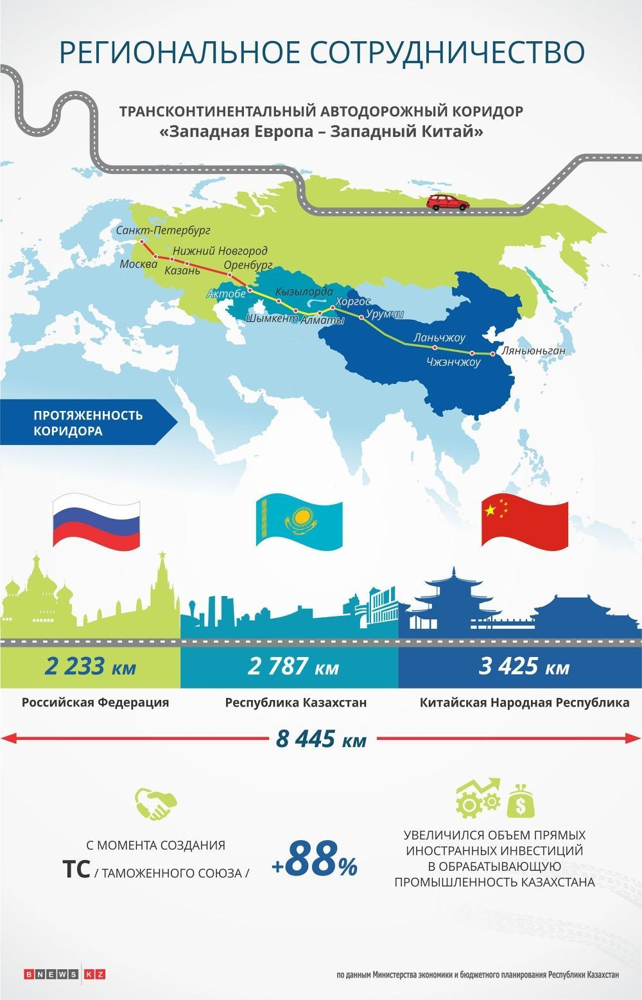 РЕГИОНАЛЬНОЕ СОТРУДНИЧЕСТВО
ТРАНСКОНТИНЕНТАЛЬНЫЙ АВТОДОРОЖНЫЙ КОРИДОР
«Западная Европа – Западный Китай»
Санкт-Петербург
Нижний Новгород
Москва
Казань
Оренбург
Актобе
Кызылорда
Хоргос
Шымкент
Алматы
Урумчи
Ланьчжоу
Ляньюньган
Чжэнчжоу
ПРОТЯЖЕННОСТЬ
КОРИДОРА
2 233 км
2 787 км
3 425 км
Российская Федерация
Республика Казахстан
Китайская Народная Республика
8 445 км
С МОМЕНТА СОЗДАНИЯ
ТС / ТАМОЖЕННОГО СОЮЗА /
+88%
УВЕЛИЧИЛСЯ ОБЪЕМ ПРЯМЫХ
ИНОСТРАННЫХ ИНВЕСТИЦИЙ
В ОБРАБАТЫВАЮЩУЮ
ПРОМЫШЛЕННОСТЬ КАЗАХСТАНА
BNEWS KZ
по данным Министерства экономики и бюджетного планирования Республики Казахстан